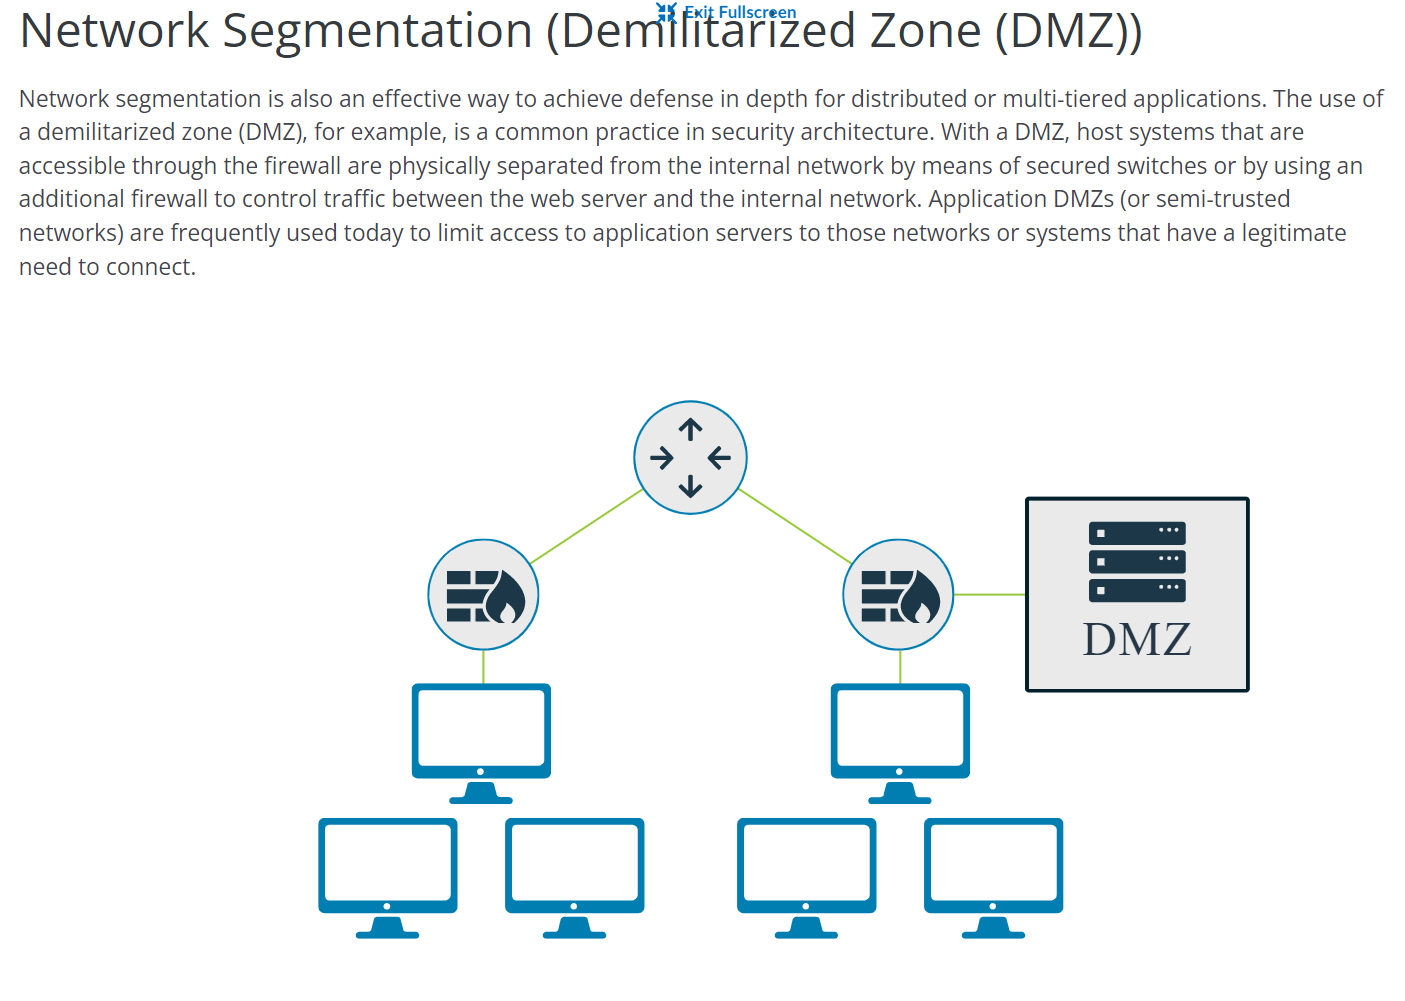 Exit Fullscreen
Network Segmentation (Demilitarized Zone (DMZ))
Network segmentation is also an effective way to achieve defense in depth for distributed or multi-tiered applications. The use of
a demilitarized zone (DMZ), for example, is a common practice in security architecture. With a DMZ, host systems that are
accessible through the firewall are physically separated from the internal network by means of secured switches or by using an
additional firewall to control traffic between the web server and the internal network. Application DMZs (or semi-trusted
networks) are frequently used today to limit access to application servers to those networks or systems that have a legitimate
need to connect.
DMZ